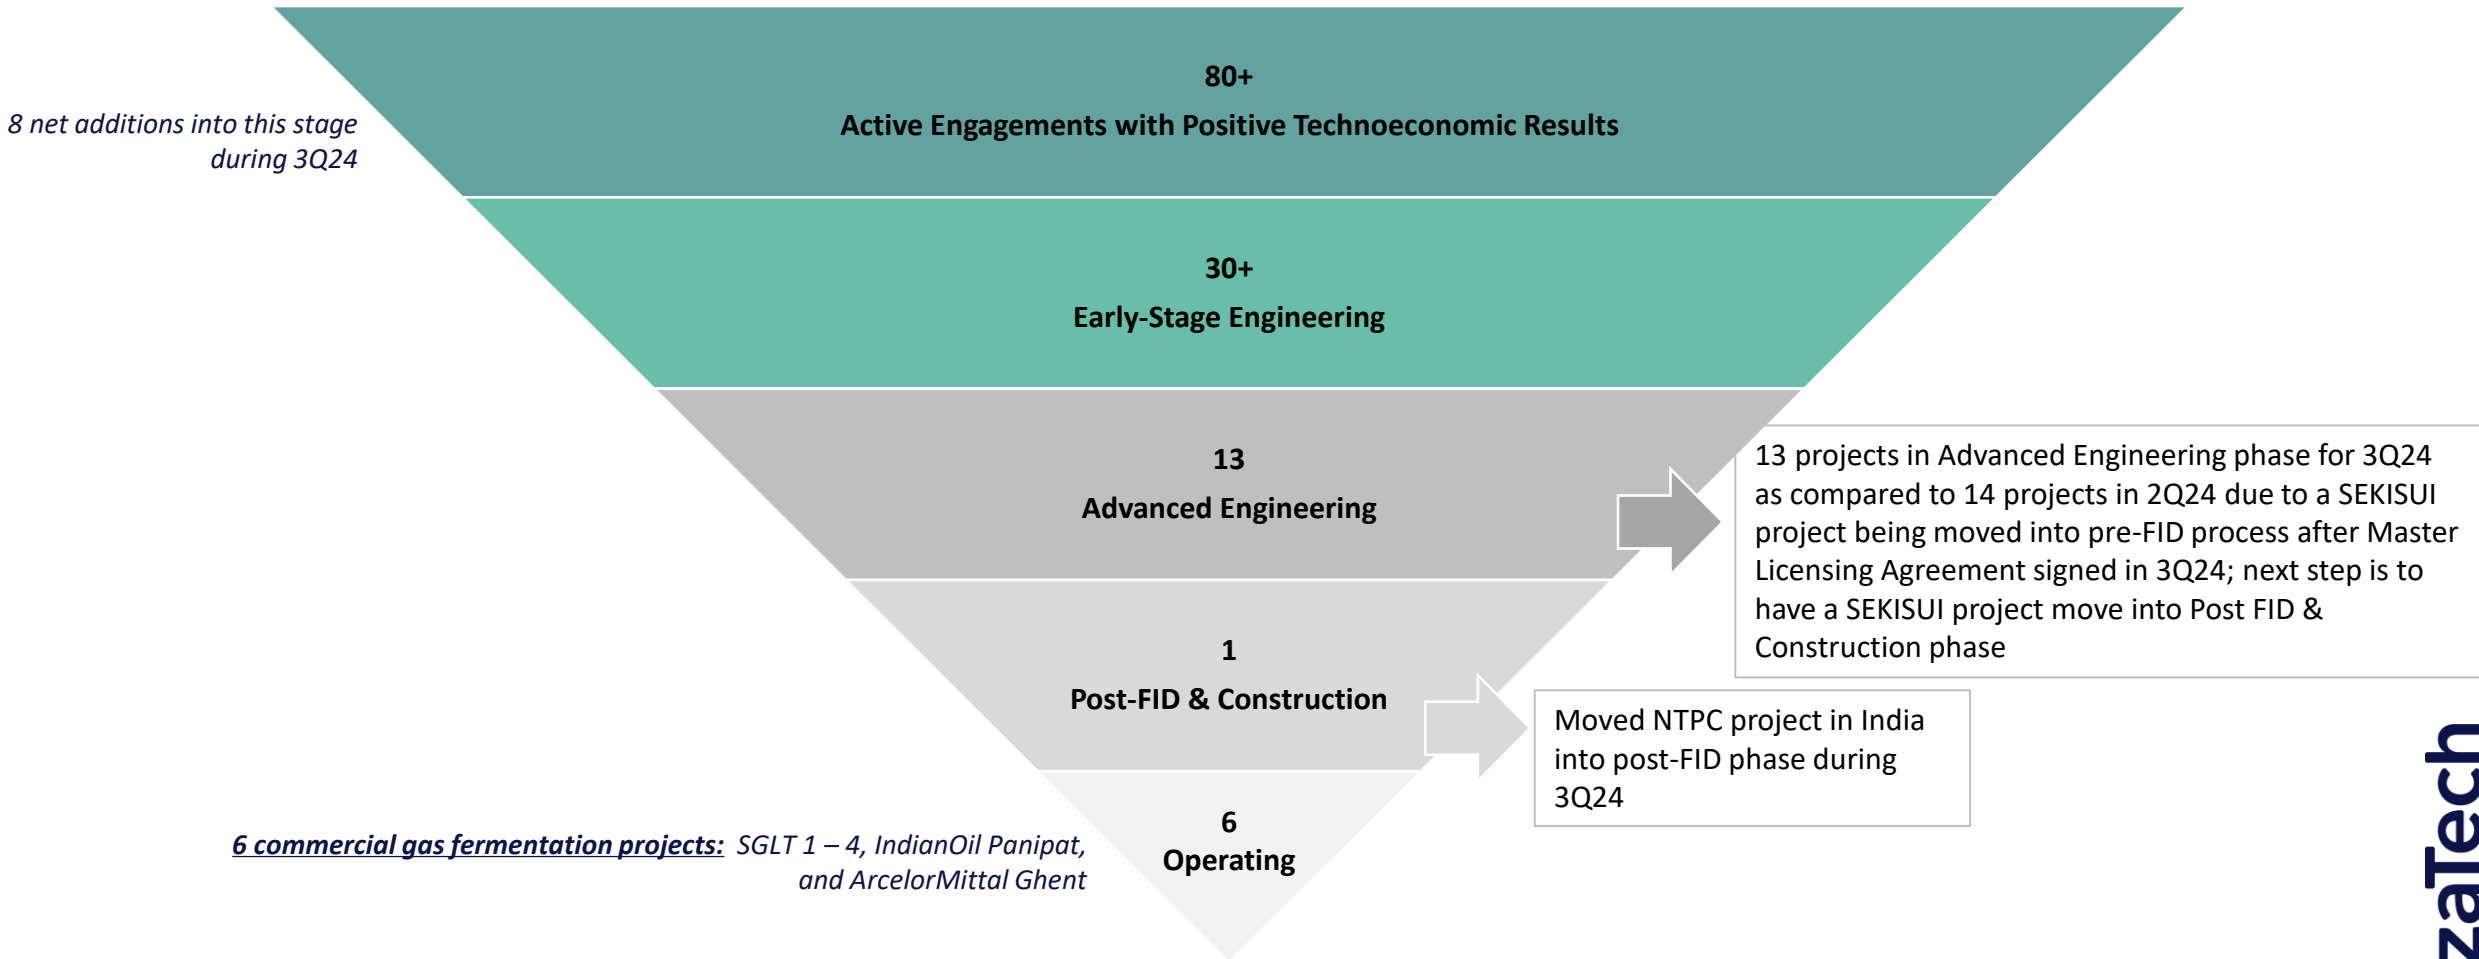 80+
Active Engagements with Positive Technoeconomic Results
8 net additions into this stage
during 3Q24
30+
Early-Stage Engineering
13
Advanced Engineering
13 projects in Advanced Engineering phase for 3Q24
as compared to 14 projects in 2Q24 due to a SEKISUI
project being moved into pre-FID process after Master
Licensing Agreement signed in 3Q24; next step is to
have a SEKISUI project move into Post FID &
Construction phase
1
Post-FID & Construction
Moved NTPC project in India
into post-FID phase during
3Q24
6
Operating
6 commercial gas fermentation projects: SGLT 1 – 4, IndianOil Panipat,
and ArcelorMittal Ghent
zaTech